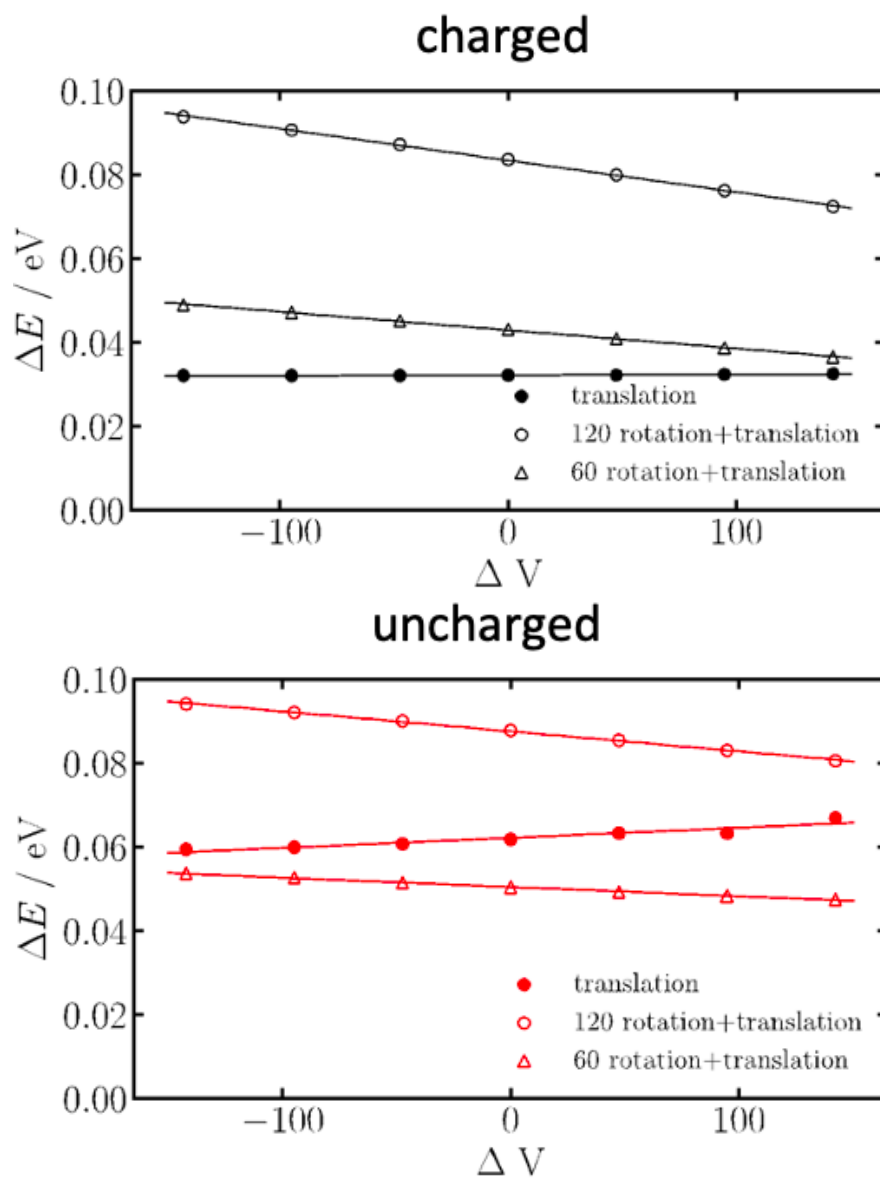 charged
0.10
0.08
0.06
0.04
0.02
0.00
ΔE / eV
translation
120 rotation+translation
60 rotation+translation
−100 0 100
Δ V
uncharged
0.10
0.08
0.06
0.04
0.02
0.00
ΔE / eV
translation
120 rotation+translation
60 rotation+translation
−100 0 100
Δ V